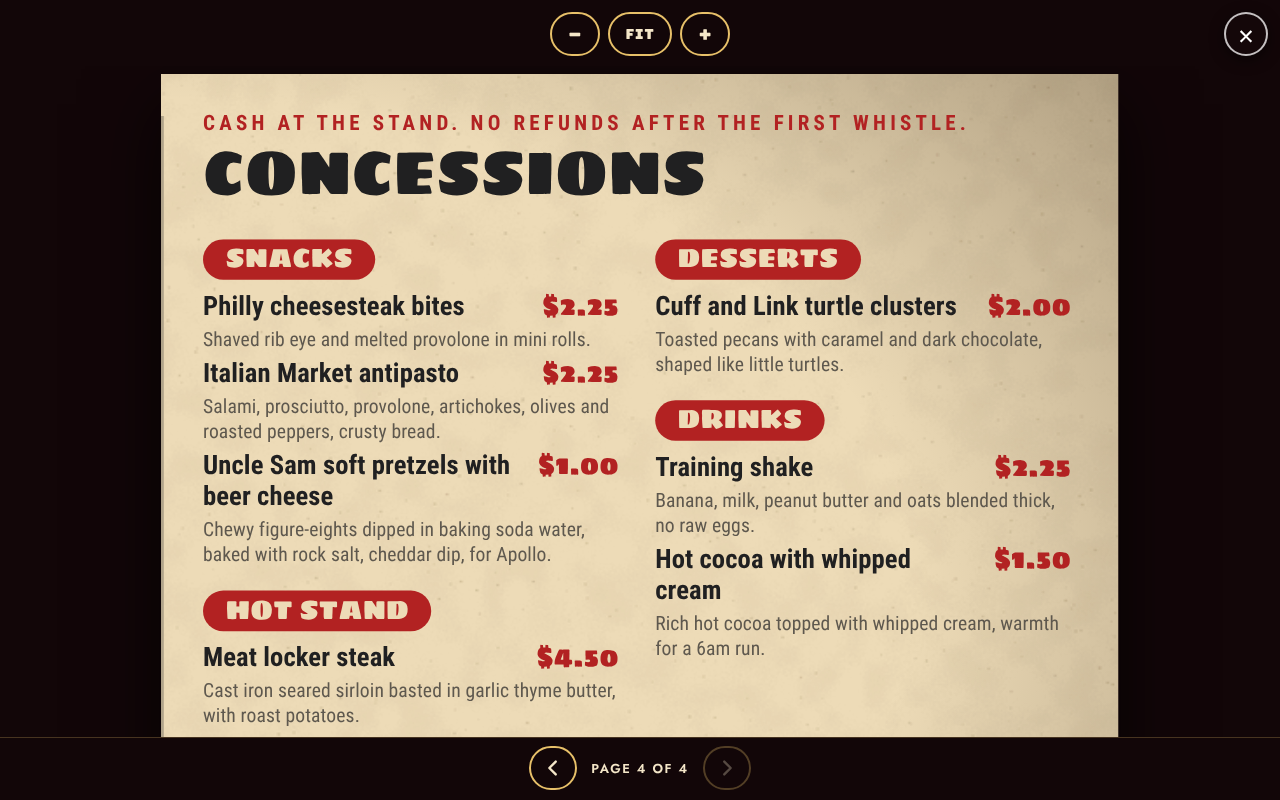 –
FIT
+
×
CASH AT THE STAND. NO REFUNDS AFTER THE FIRST WHISTLE.
CONCESSIONS
SNACKS
Philly cheesesteak bites $2.25
Shaved rib eye and melted provolone in mini rolls.
Italian Market antipasto $2.25
Salami, prosciutto, provolone, artichokes, olives and
roasted peppers, crusty bread.
Uncle Sam soft pretzels with $1.00
beer cheese
Chewy figure-eights dipped in baking soda water,
baked with rock salt, cheddar dip, for Apollo.
HOT STAND
Meat locker steak $4.50
Cast iron seared sirloin basted in garlic thyme butter,
with roast potatoes.
DESSERTS
Cuff and Link turtle clusters $2.00
Toasted pecans with caramel and dark chocolate,
shaped like little turtles.
DRINKS
Training shake $2.25
Banana, milk, peanut butter and oats blended thick,
no raw eggs.
Hot cocoa with whipped $1.50
cream
Rich hot cocoa topped with whipped cream, warmth
for a 6am run.
PAGE 4 OF 4